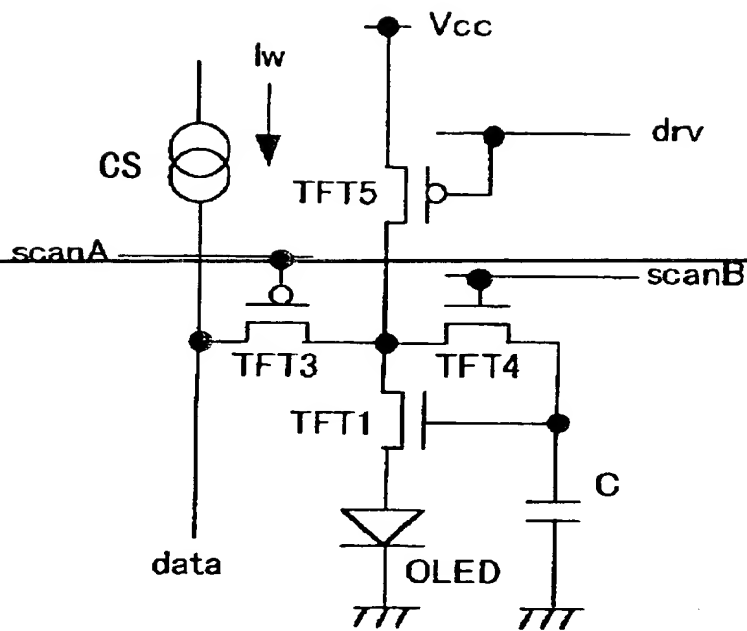 Vcc
Iw
drv
CS
TFT5
scanA
scanB
TFT3
TFT4
TFT1
C
data
OLED